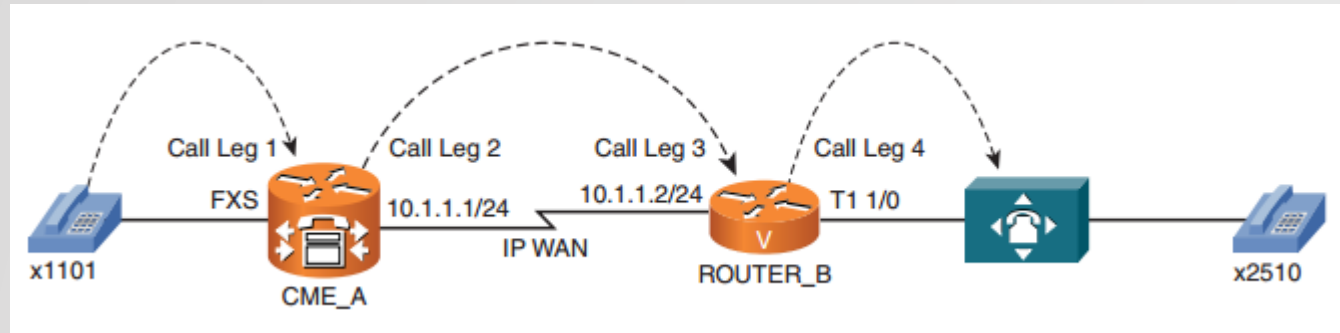 Call Leg 1
Call Leg 2
Call Leg 3
Call Leg 4
FXS
10.1.1.1/24
10.1.1.2/24
T1 1/0
IP WAN
V
x1101
CME_A
ROUTER_B
x2510